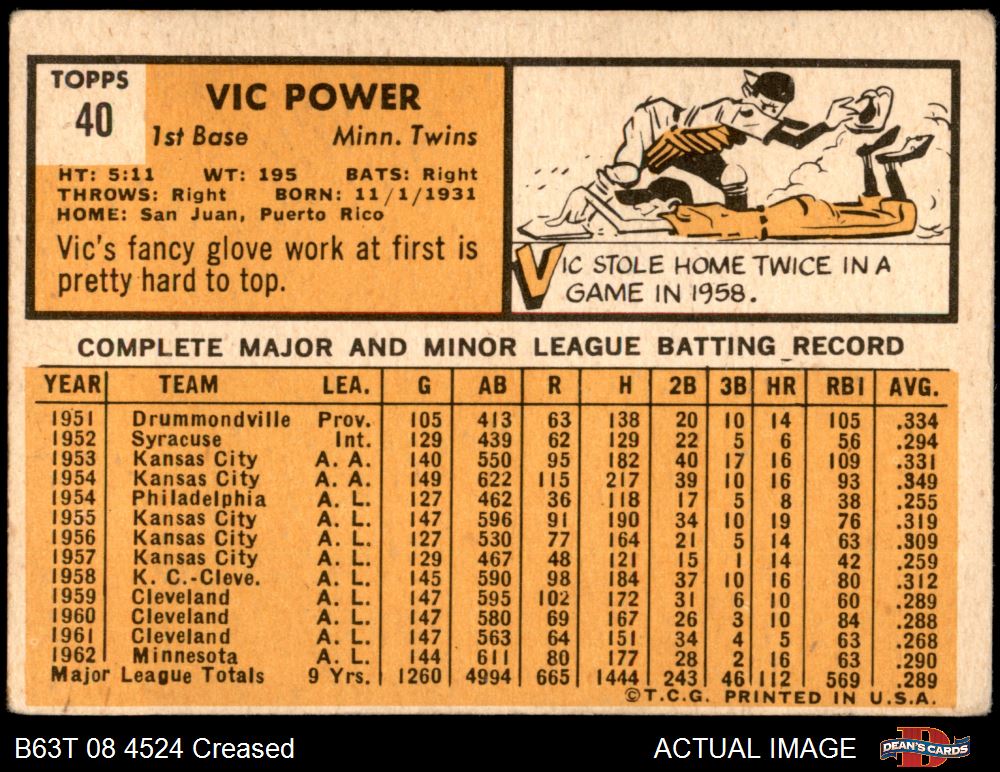 TOPPS
40
VIC POWER
1st Base Minn. Twins
HT: 5:11 WT: 195 BATS: Right
THROWS: Right BORN: 11/1/1931
HOME: San Juan, Puerto Rico
Vic's fancy glove work at first is
pretty hard to top.
VIC STOLE HOME TWICE IN A
GAME IN 1958.
COMPLETE MAJOR AND MINOR LEAGUE BATTING RECORD
YEAR TEAM LEA. G AB R H 2B 3B HR RBI AVG.
1951 Drummondville Prov. 105 413 63 138 20 10 14 105 .334
1952 Syracuse Int. 129 439 62 129 22 5 6 56 .294
1953 Kansas City A. A. 140 550 95 182 40 17 16 109 .331
1954 Kansas City A. A. 149 622 115 217 39 10 16 93 .349
1954 Philadelphia A. L. 127 462 36 118 17 5 8 38 .255
1955 Kansas City A. L. 147 596 91 190 34 10 19 76 .319
1956 Kansas City A. L. 127 530 77 164 21 5 14 63 .309
1957 Kansas City A. L. 129 467 48 121 15 1 14 42 .259
1958 K. C.-Cleve. A. L. 145 590 98 184 37 10 16 80 .312
1959 Cleveland A. L. 147 595 102 172 31 6 10 60 .289
1960 Cleveland A. L. 147 580 69 167 26 3 10 84 .288
1961 Cleveland A. L. 147 563 64 151 34 4 5 63 .268
1962 Minnesota A. L. 144 611 80 177 28 2 16 63 .290
Major League Totals 9 Yrs. 1260 4994 665 1444 243 46 112 569 .289
©T.C.G. PRINTED IN U.S.A.
B63T 08 4524 Creased ACTUAL IMAGE
DEAN'S CARDS